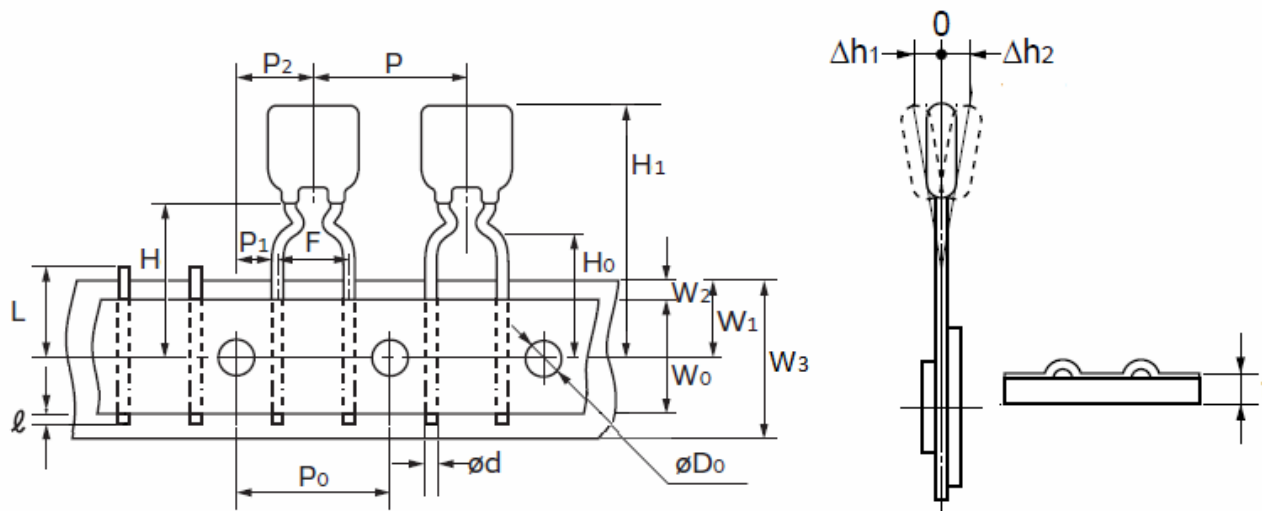 0
Δh1 Δh2
P2 P
H1
H P1 F H0
L W2 W1
W0 W3
ℓ
P0 ød øD0